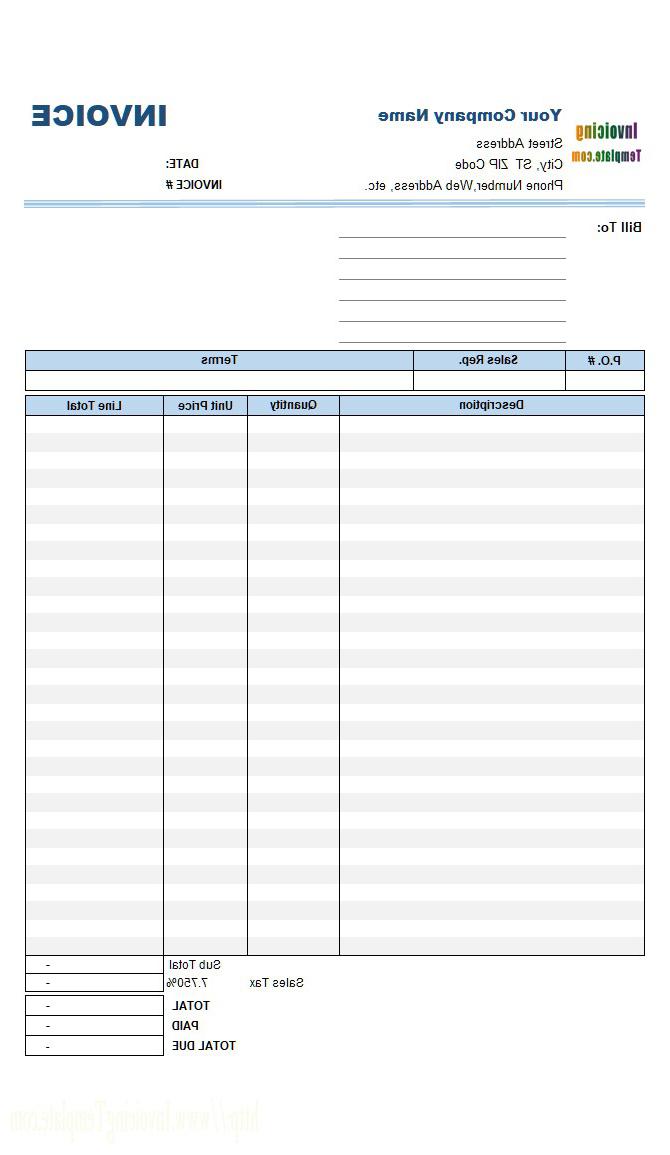 Invoicing
Template.com
Your Company Name
INVOICE
Street Address
City, ST ZIP Code
DATE:
Phone Number,Web Address, etc.
INVOICE #
Bill To:
P.O. # Sales Rep. Terms
Description Quantity Unit Price Line Total
Sub Total -
Sales Tax 7.750% -
TOTAL -
PAID -
TOTAL DUE -
http://www.InvoicingTemplate.com